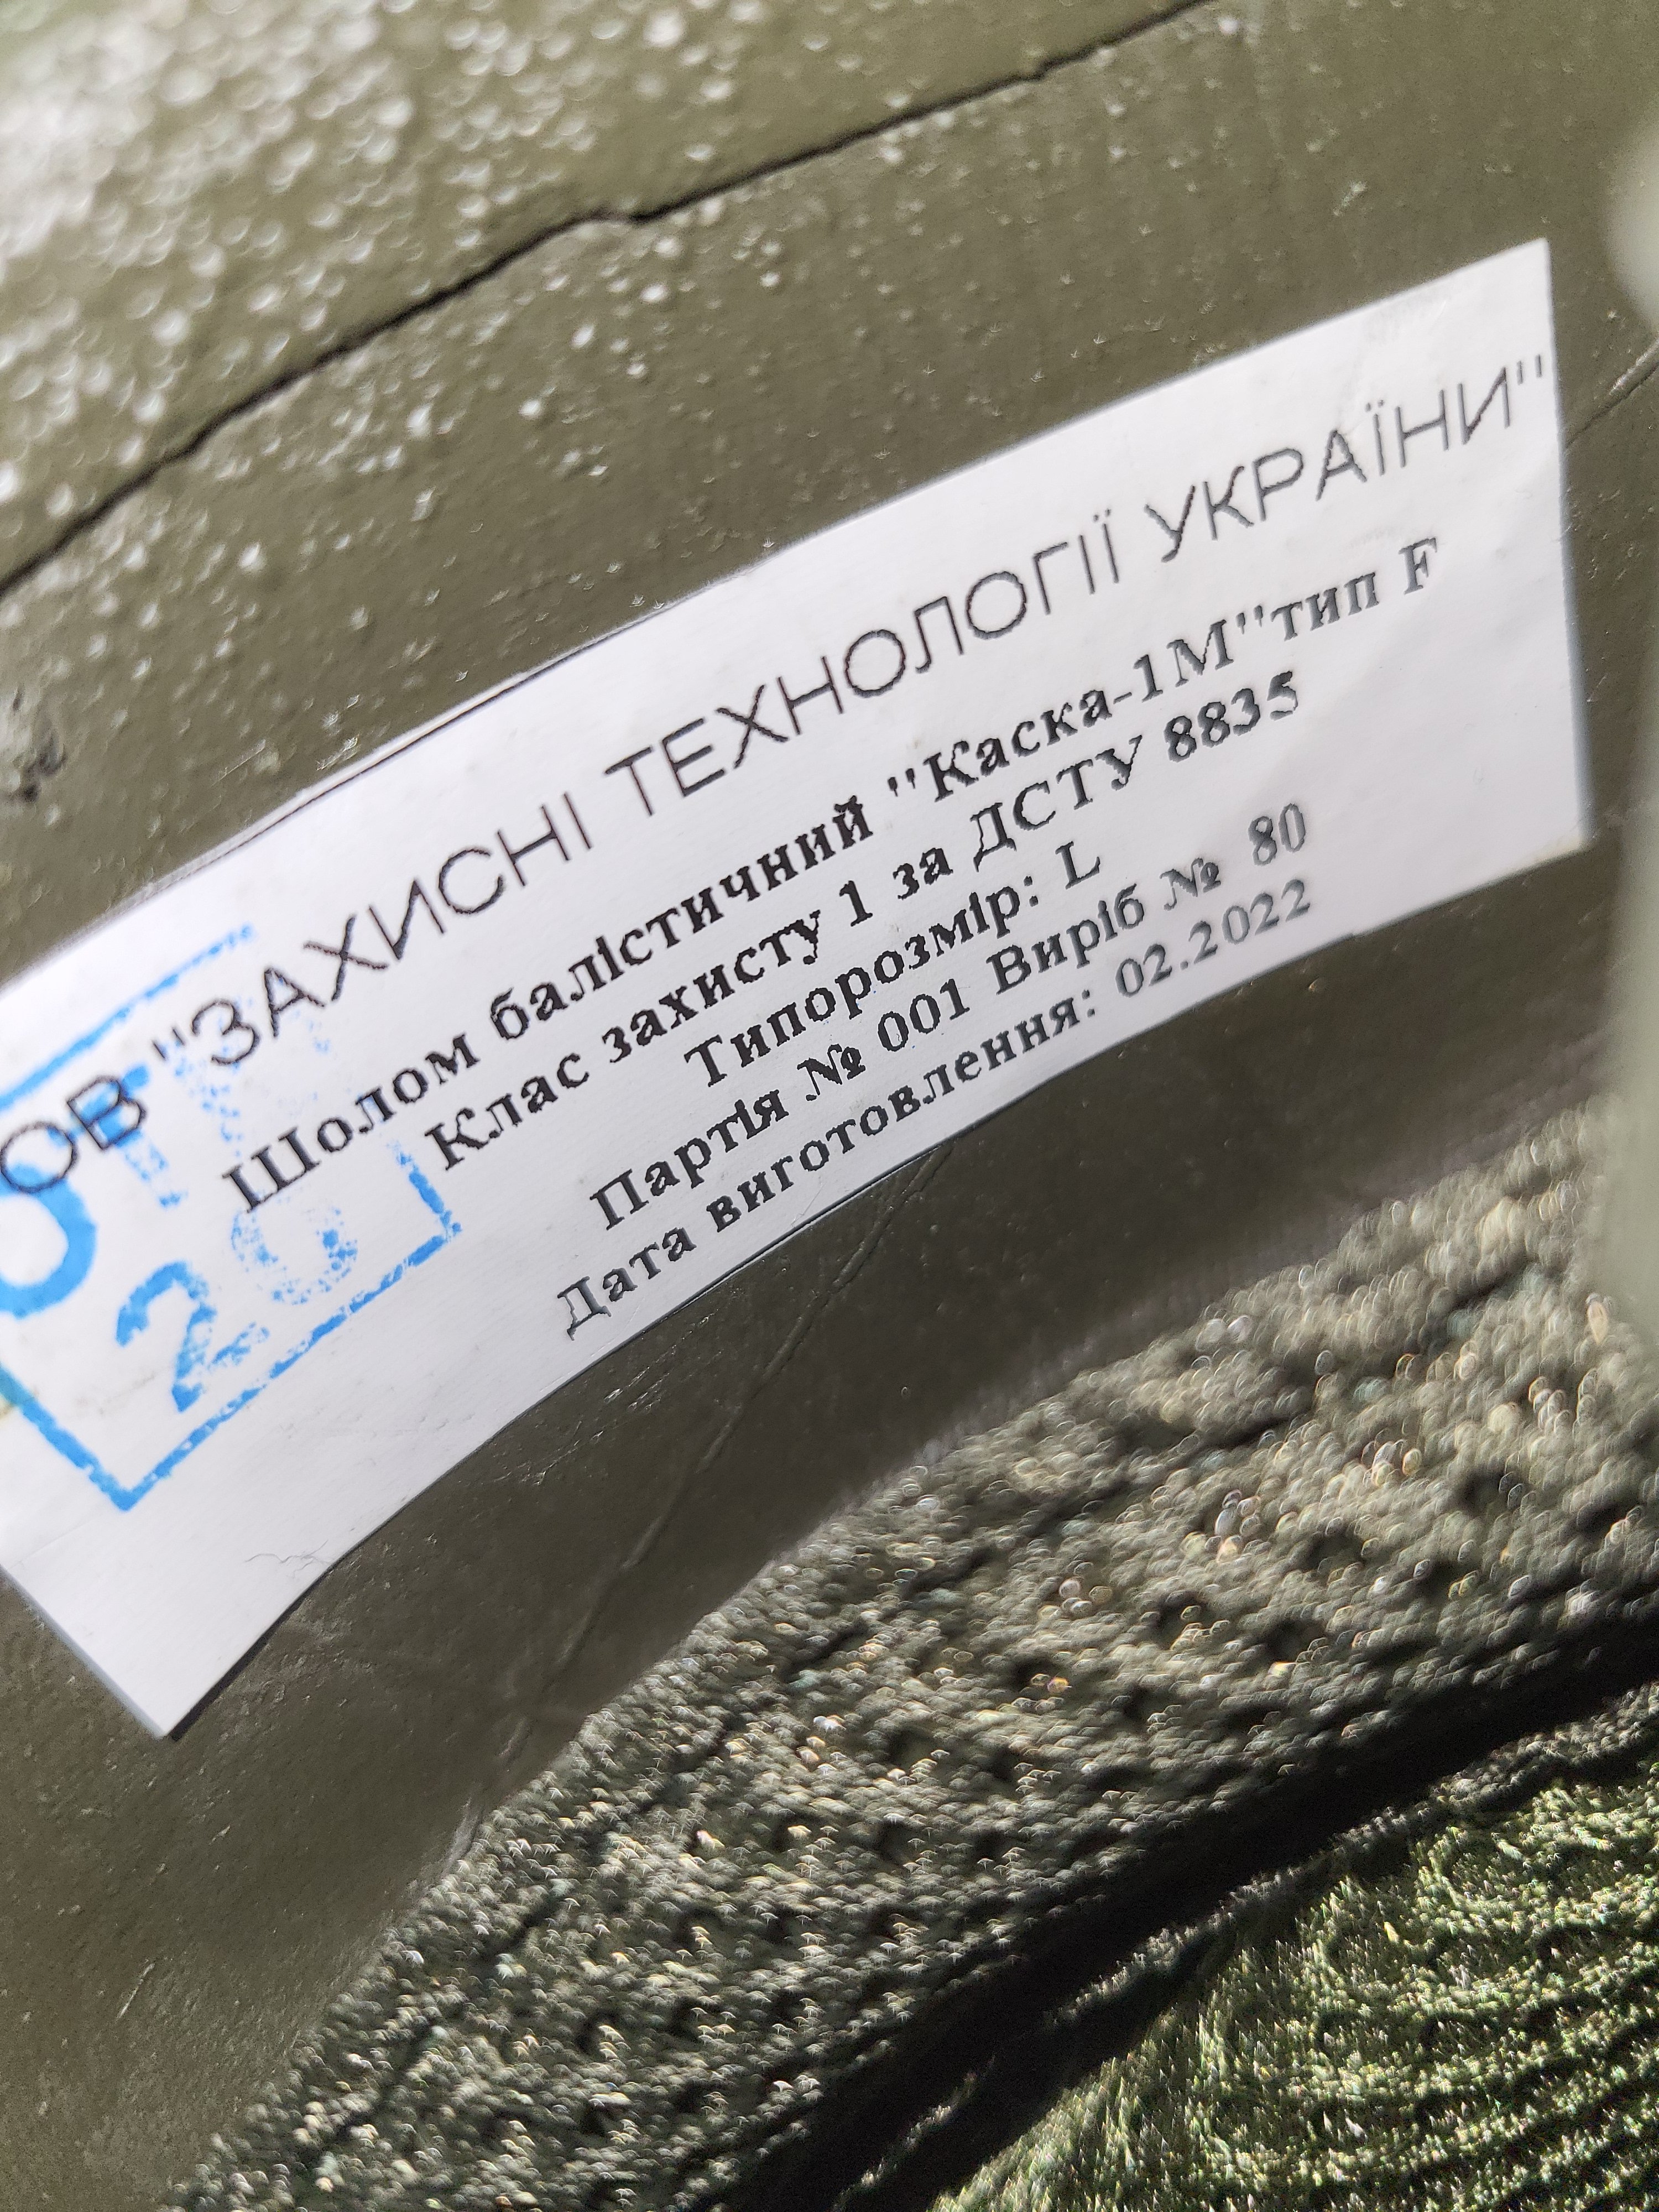 ОВ "ЗАХИСНІ ТЕХНОЛОГІЇ УКРАЇНИ"
Шолом балістичний "Каска-1М"тип F
Клас захисту 1 за ДСТУ 8835
Типорозмір: L
Партія № 001 Виріб № 80
Дата виготовлення: 02.2022